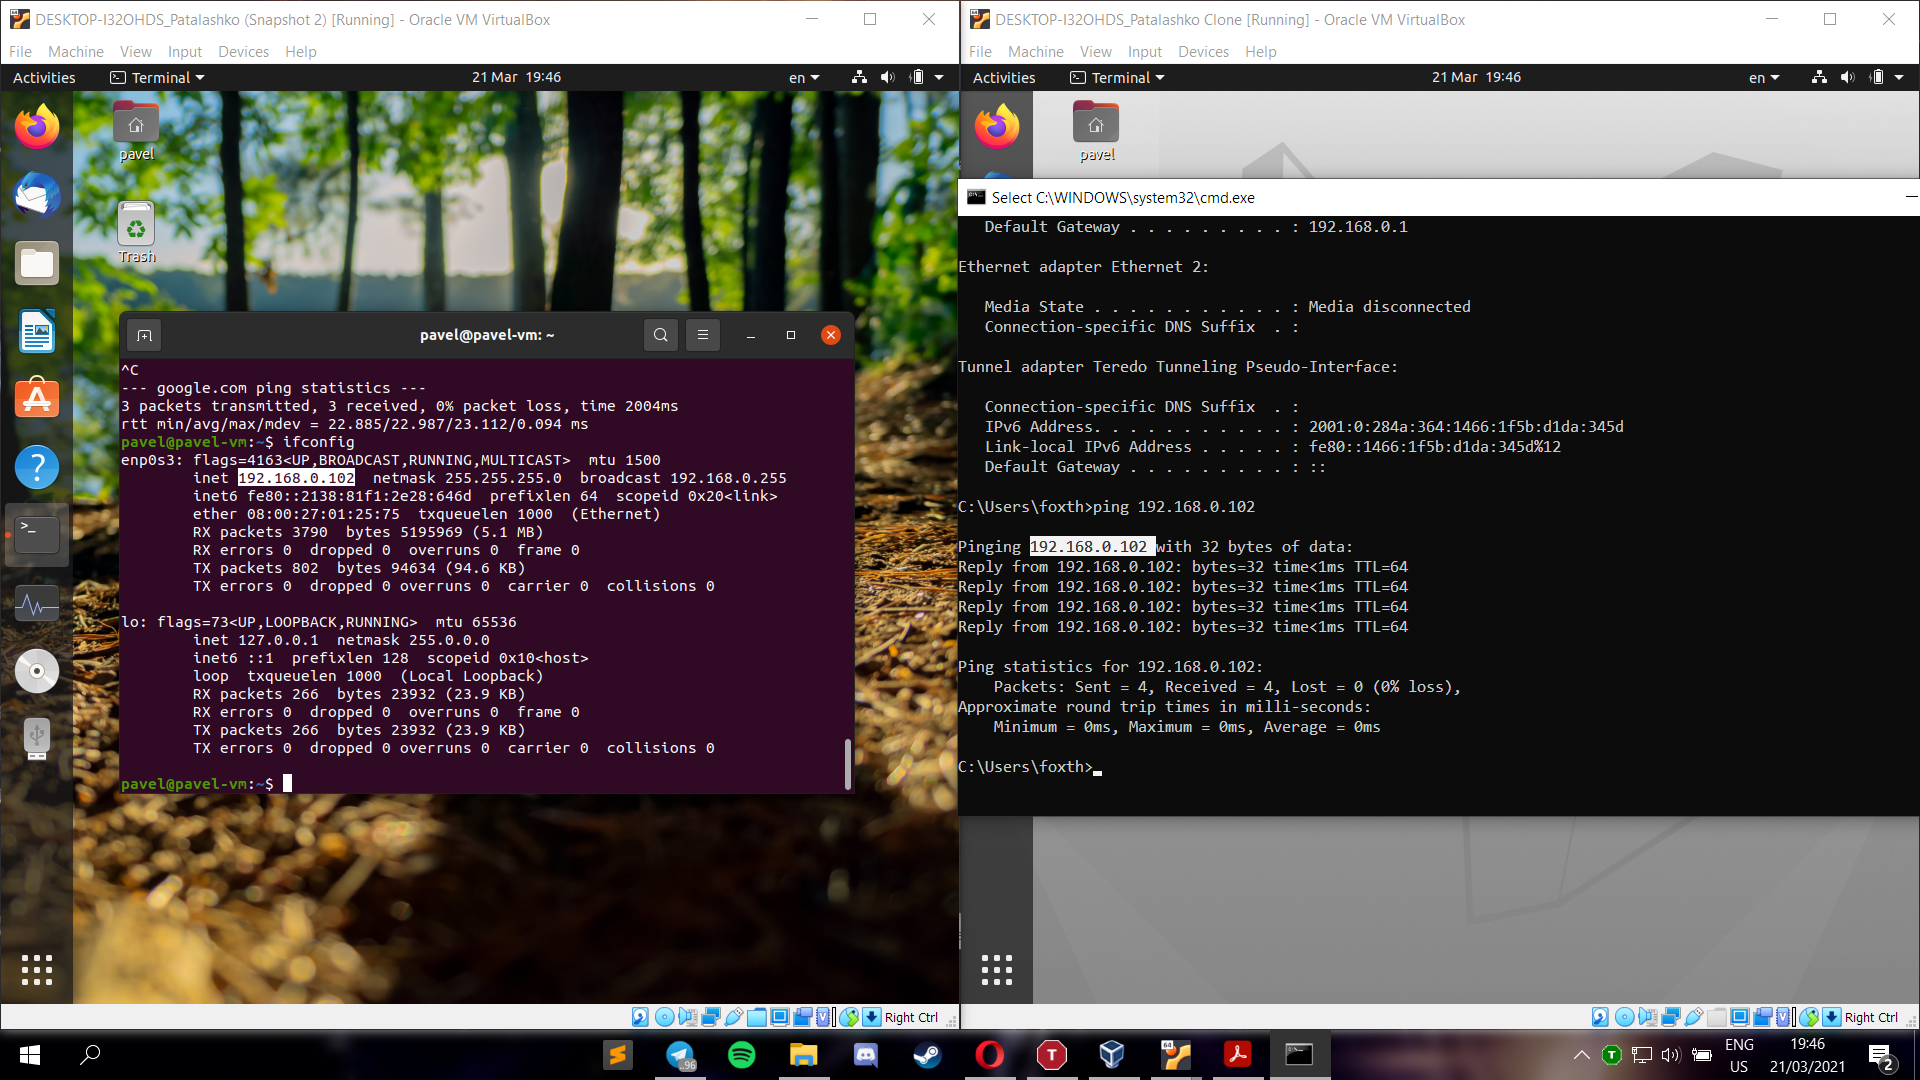 DESKTOP-I32OHDS_Patalashko (Snapshot 2) [Running] - Oracle VM VirtualBox
File Machine View Input Devices Help
Activities Terminal 21 Mar 19:46 en
pavel
Trash
pavel@pavel-vm: ~
^C
--- google.com ping statistics ---
3 packets transmitted, 3 received, 0% packet loss, time 2004ms
rtt min/avg/max/mdev = 22.885/22.987/23.112/0.094 ms
pavel@pavel-vm:~$ ifconfig
enp0s3: flags=4163<UP,BROADCAST,RUNNING,MULTICAST>  mtu 1500
inet 192.168.0.102  netmask 255.255.255.0  broadcast 192.168.0.255
inet6 fe80::2138:81f1:2e28:646d  prefixlen 64  scopeid 0x20<link>
ether 08:00:27:01:25:75  txqueuelen 1000  (Ethernet)
RX packets 3790  bytes 5195969 (5.1 MB)
RX errors 0  dropped 0  overruns 0  frame 0
TX packets 802  bytes 94634 (94.6 KB)
TX errors 0  dropped 0 overruns 0  carrier 0  collisions 0
lo: flags=73<UP,LOOPBACK,RUNNING>  mtu 65536
inet 127.0.0.1  netmask 255.0.0.0
inet6 ::1  prefixlen 128  scopeid 0x10<host>
loop  txqueuelen 1000  (Local Loopback)
RX packets 266  bytes 23932 (23.9 KB)
RX errors 0  dropped 0  overruns 0  frame 0
TX packets 266  bytes 23932 (23.9 KB)
TX errors 0  dropped 0 overruns 0  carrier 0  collisions 0
pavel@pavel-vm:~$
Right Ctrl
DESKTOP-I32OHDS_Patalashko Clone [Running] - Oracle VM VirtualBox
File Machine View Input Devices Help
Activities Terminal 21 Mar 19:46 en
pavel
Select C:\WINDOWS\system32\cmd.exe
Default Gateway . . . . . . . . . : 192.168.0.1
Ethernet adapter Ethernet 2:
Media State . . . . . . . . . . . : Media disconnected
Connection-specific DNS Suffix  . :
Tunnel adapter Teredo Tunneling Pseudo-Interface:
Connection-specific DNS Suffix  . :
IPv6 Address. . . . . . . . . . . : 2001:0:284a:364:1466:1f5b:d1da:345d
Link-local IPv6 Address . . . . . : fe80::1466:1f5b:d1da:345d%12
Default Gateway . . . . . . . . . : ::
C:\Users\foxth>ping 192.168.0.102
Pinging 192.168.0.102 with 32 bytes of data:
Reply from 192.168.0.102: bytes=32 time<1ms TTL=64
Reply from 192.168.0.102: bytes=32 time<1ms TTL=64
Reply from 192.168.0.102: bytes=32 time<1ms TTL=64
Reply from 192.168.0.102: bytes=32 time<1ms TTL=64
Ping statistics for 192.168.0.102:
Packets: Sent = 4, Received = 4, Lost = 0 (0% loss),
Approximate round trip times in milli-seconds:
Minimum = 0ms, Maximum = 0ms, Average = 0ms
C:\Users\foxth>
Right Ctrl
96
64
ENG
US
19:46
21/03/2021
2